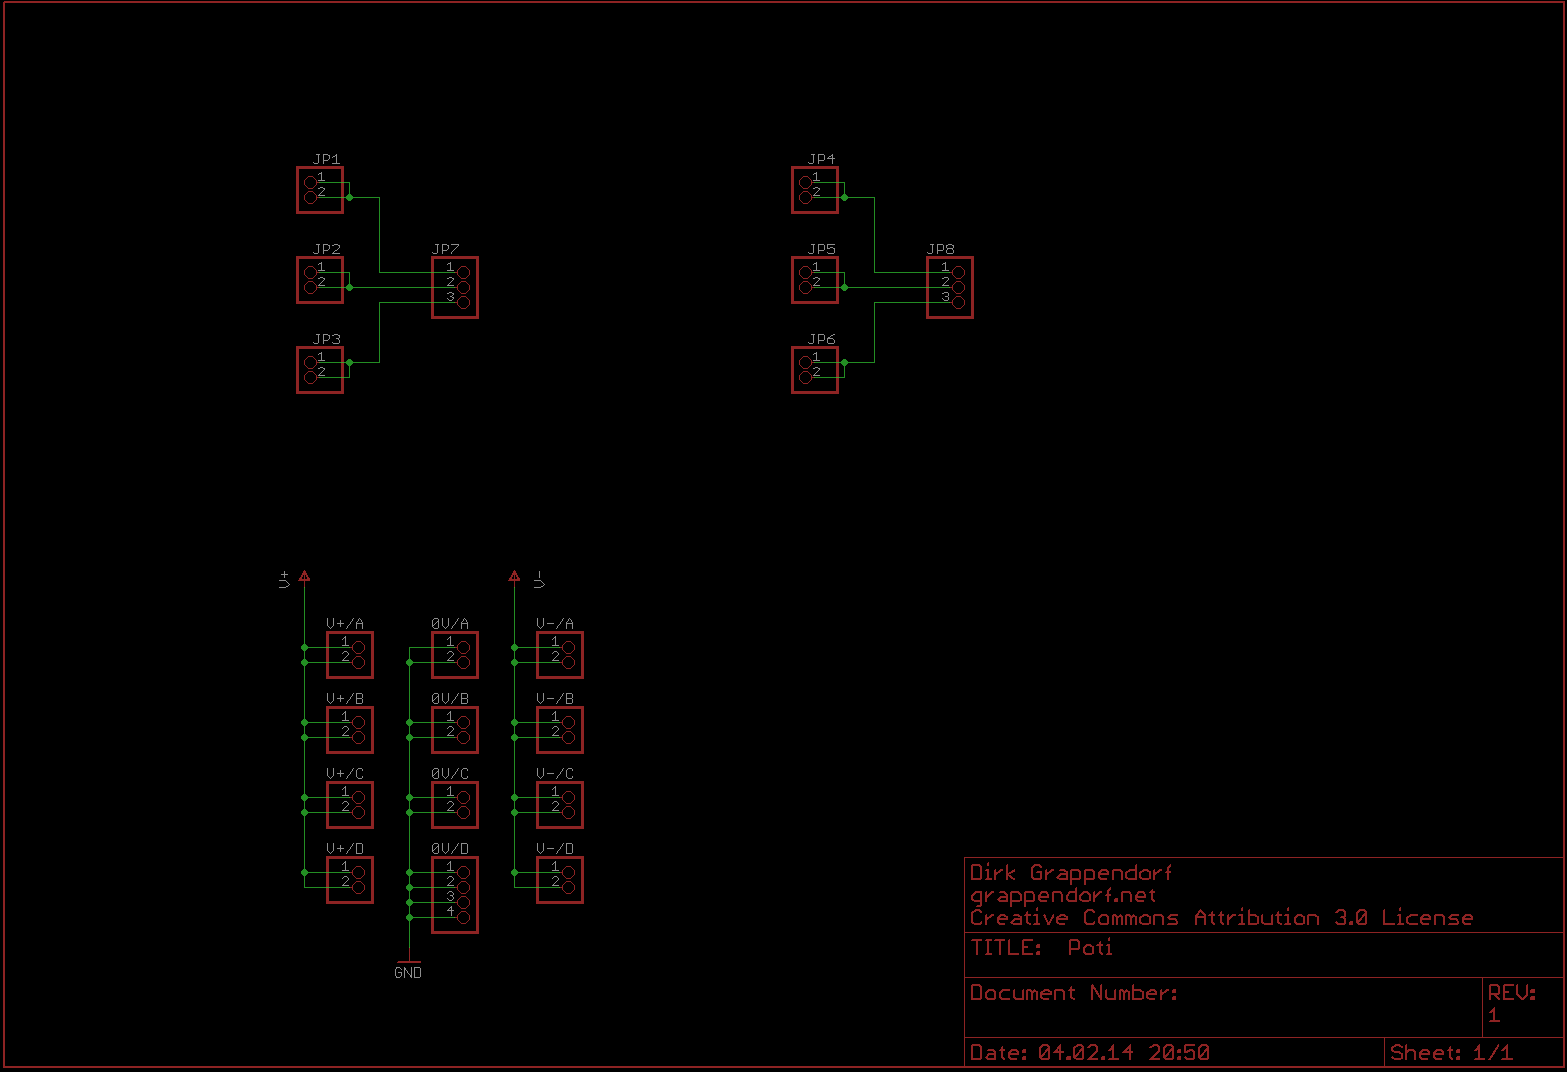 JP1
1
2
JP4
1
2
JP2
1
2
JP7
1
2
3
JP5
1
2
JP8
1
2
3
JP3
1
2
JP6
1
2
V+
V-
V+/A
1
2
0V/A
1
2
V-/A
1
2
V+/B
1
2
0V/B
1
2
V-/B
1
2
V+/C
1
2
0V/C
1
2
V-/C
1
2
V+/D
1
2
0V/D
1
2
3
4
V-/D
1
2
GND
Dirk Grappendorf
grappendorf.net
Creative Commons Attribution 3.0 License
TITLE: Poti
Document Number:
REV:
1
Date: 04.02.14 20:50
Sheet: 1/1